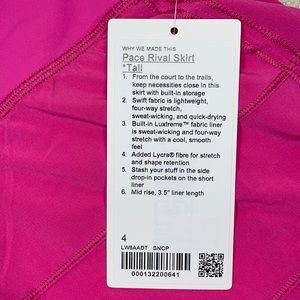 WHY WE MADE THIS
Pace Rival Skirt
*Tall
1. From the court to the trails,
keep necessities close in this
skirt with built-in storage
2. Swift fabric is lightweight,
four-way stretch,
sweat-wicking, and quick-drying
3. Built-in Luxtreme™ fabric liner
is sweat-wicking and four-way
stretch with a cool, smooth
feel
4. Added Lycra® fibre for stretch
and shape retention
5. Stash your stuff in the side
drop-in pockets on the short
liner
6. Mid rise, 3.5" liner length
4
LW8AADT SNCP
000132200641